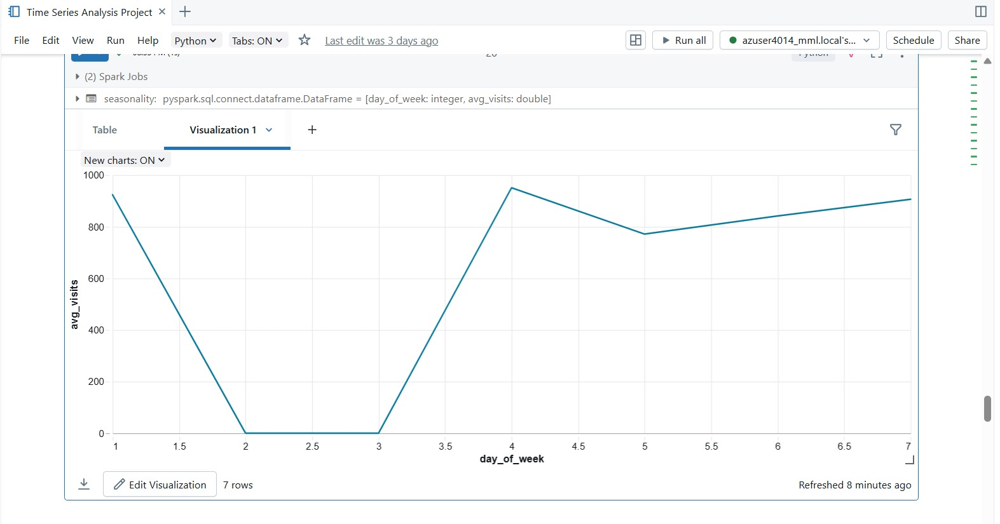 Time Series Analysis Project
File Edit View Run Help Python Tabs: ON Last edit was 3 days ago Run all azuser4014_mml.local's... Schedule Share
(2) Spark Jobs
seasonality: pyspark.sql.connect.dataframe.DataFrame = [day_of_week: integer, avg_visits: double]
Table Visualization 1
New charts: ON
1000
800
600
400
200
0
avg_visits
1 1.5 2 2.5 3 3.5 4 4.5 5 5.5 6 6.5 7
day_of_week
Edit Visualization 7 rows Refreshed 8 minutes ago